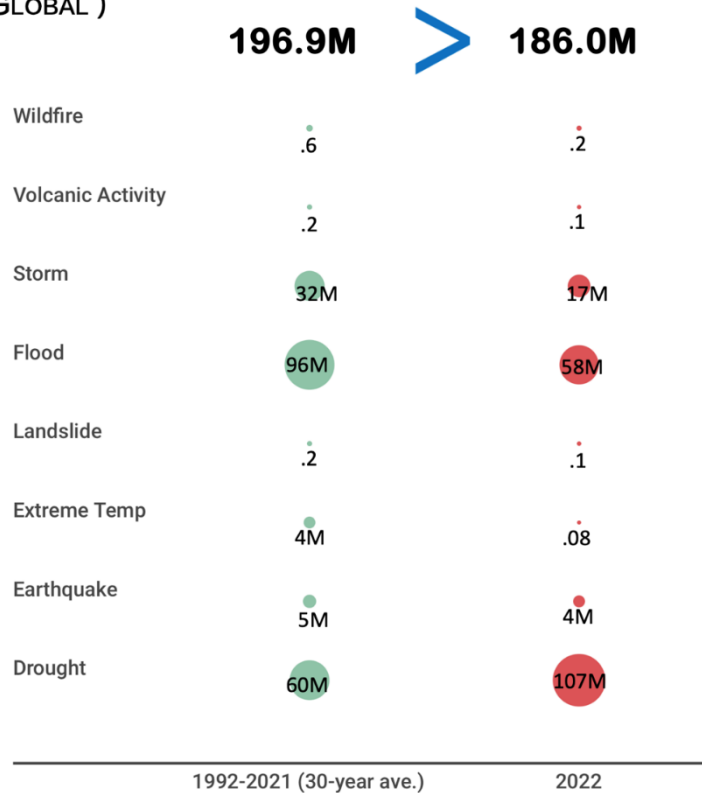 GLOBAL )
196.9M > 186.0M
Wildfire
.6 .2
Volcanic Activity
.2 .1
Storm
32M 17M
Flood
96M 58M
Landslide
.2 .1
Extreme Temp
4M .08
Earthquake
5M 4M
Drought
60M 107M
1992-2021 (30-year ave.) 2022